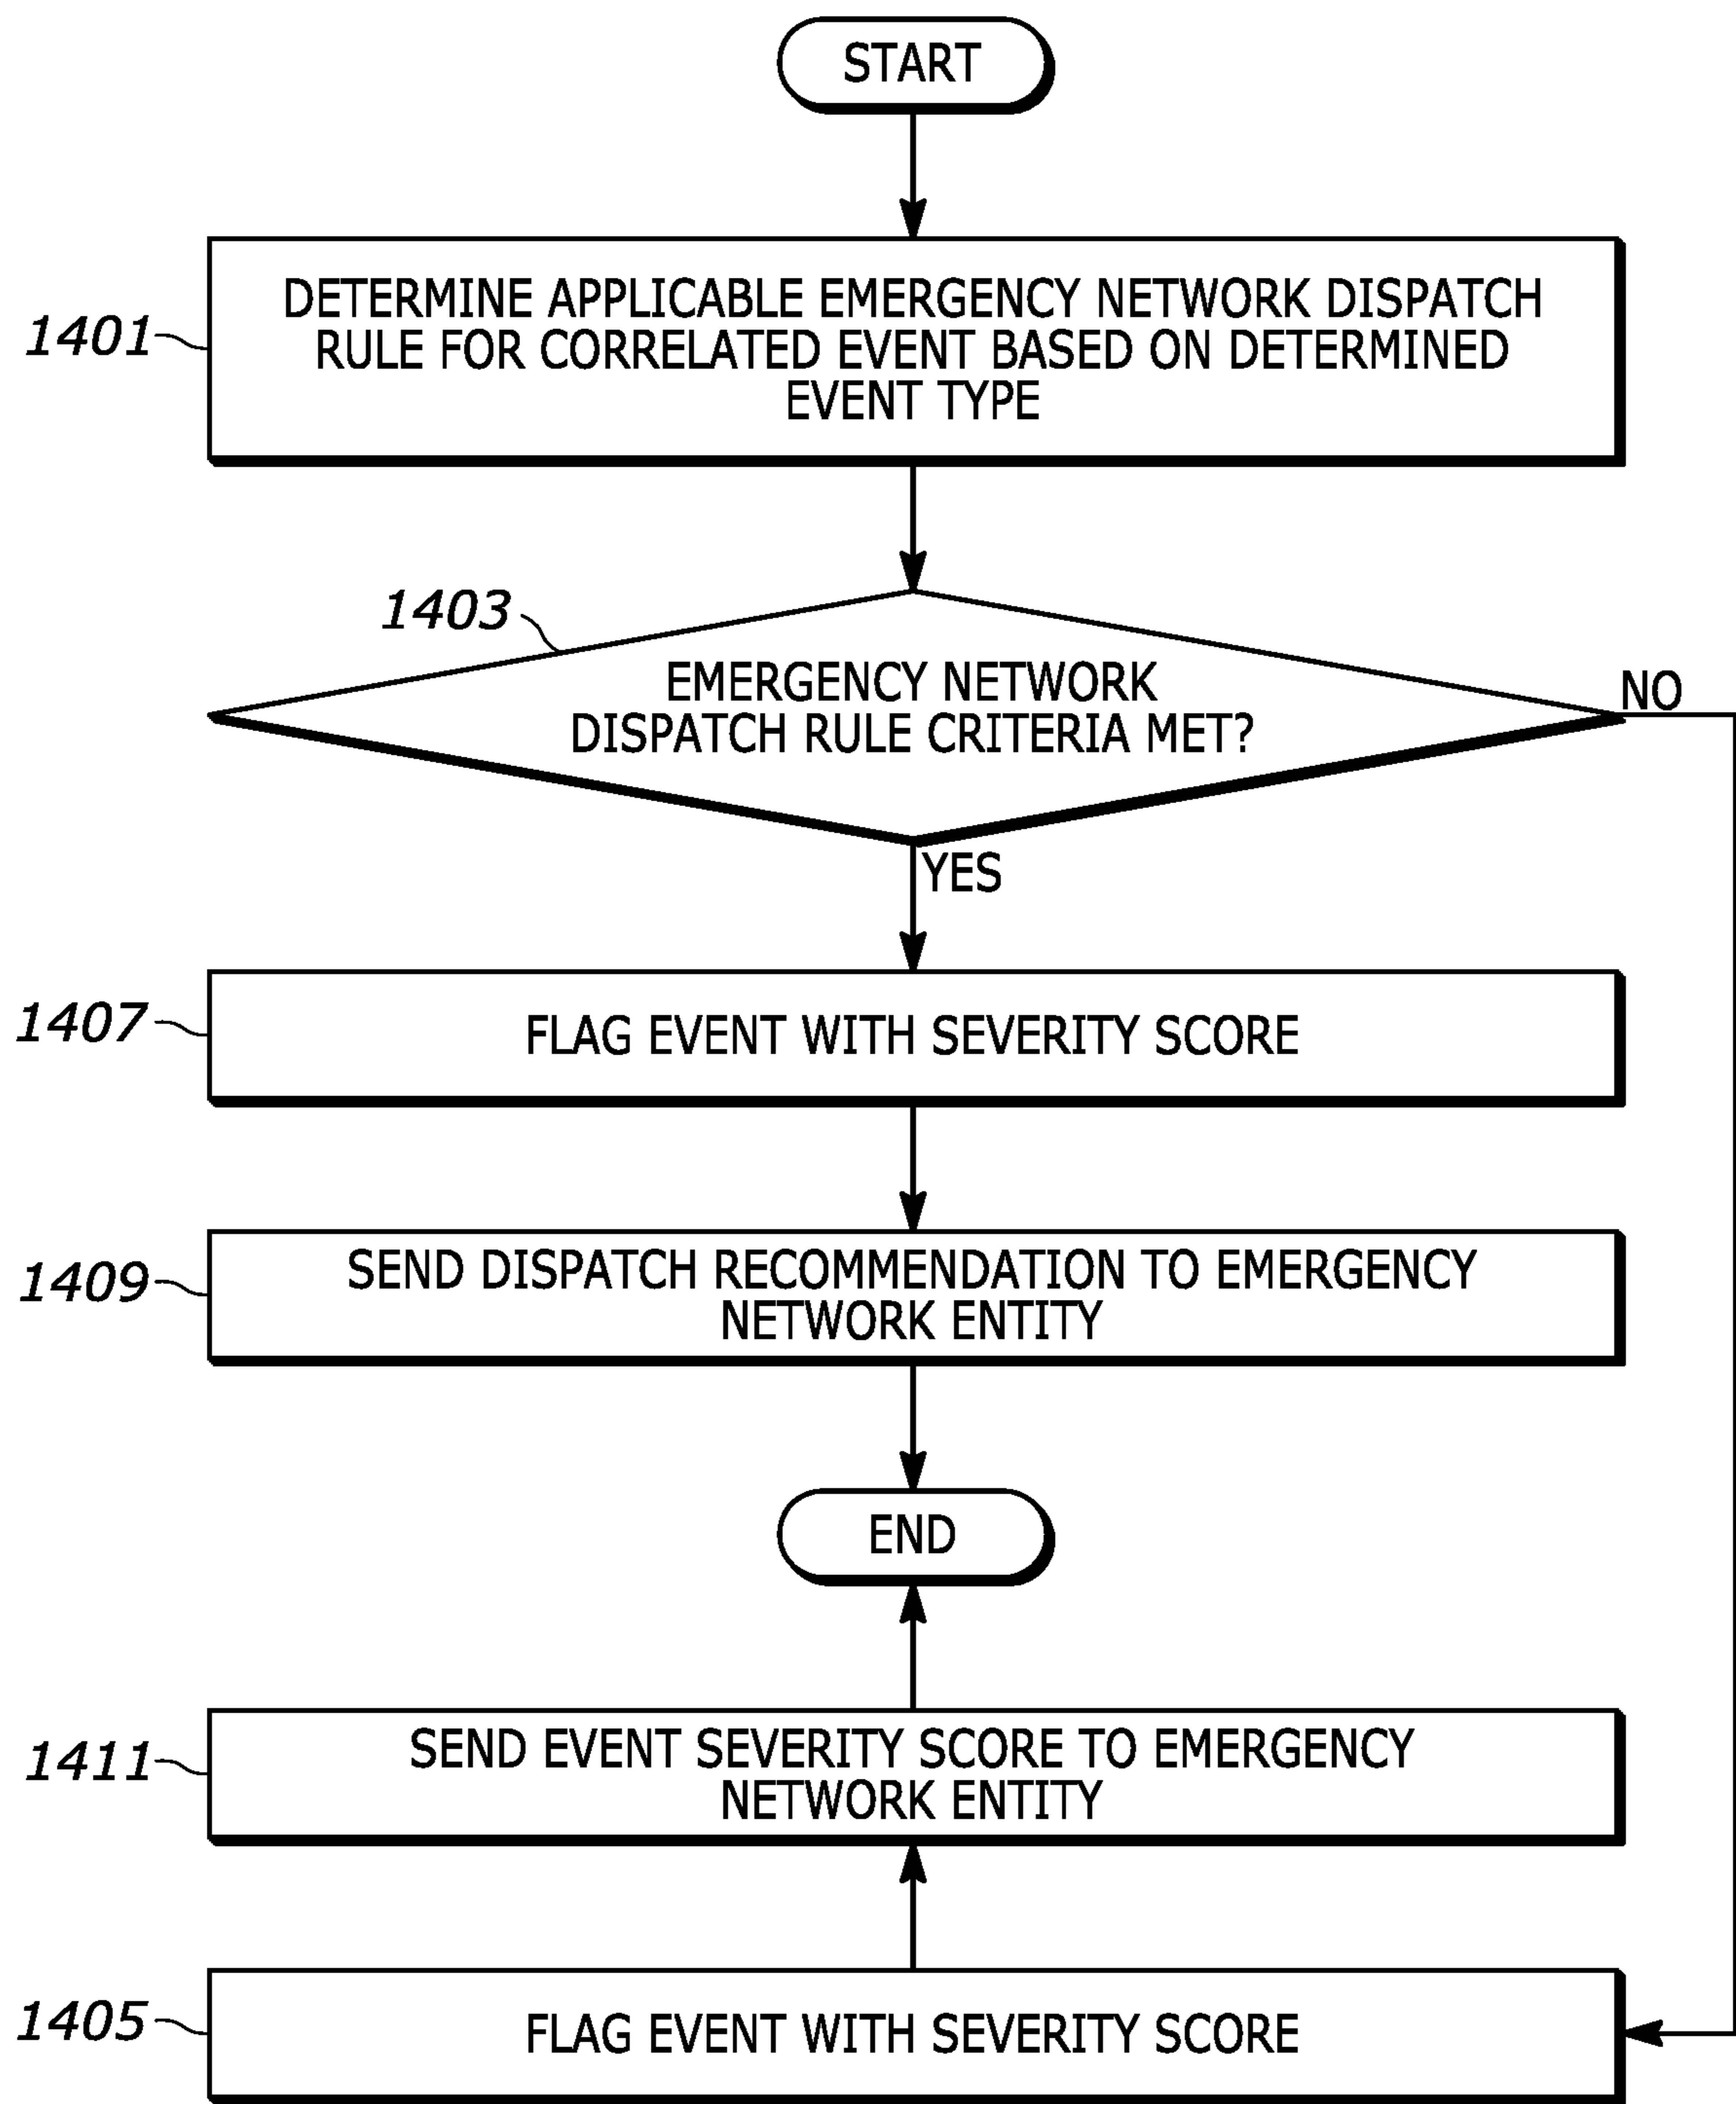 START
1401
DETERMINE APPLICABLE EMERGENCY NETWORK DISPATCH
RULE FOR CORRELATED EVENT BASED ON DETERMINED
EVENT TYPE
1403
EMERGENCY NETWORK
DISPATCH RULE CRITERIA MET?
NO
YES
1407
FLAG EVENT WITH SEVERITY SCORE
1409
SEND DISPATCH RECOMMENDATION TO EMERGENCY
NETWORK ENTITY
END
1411
SEND EVENT SEVERITY SCORE TO EMERGENCY
NETWORK ENTITY
1405
FLAG EVENT WITH SEVERITY SCORE